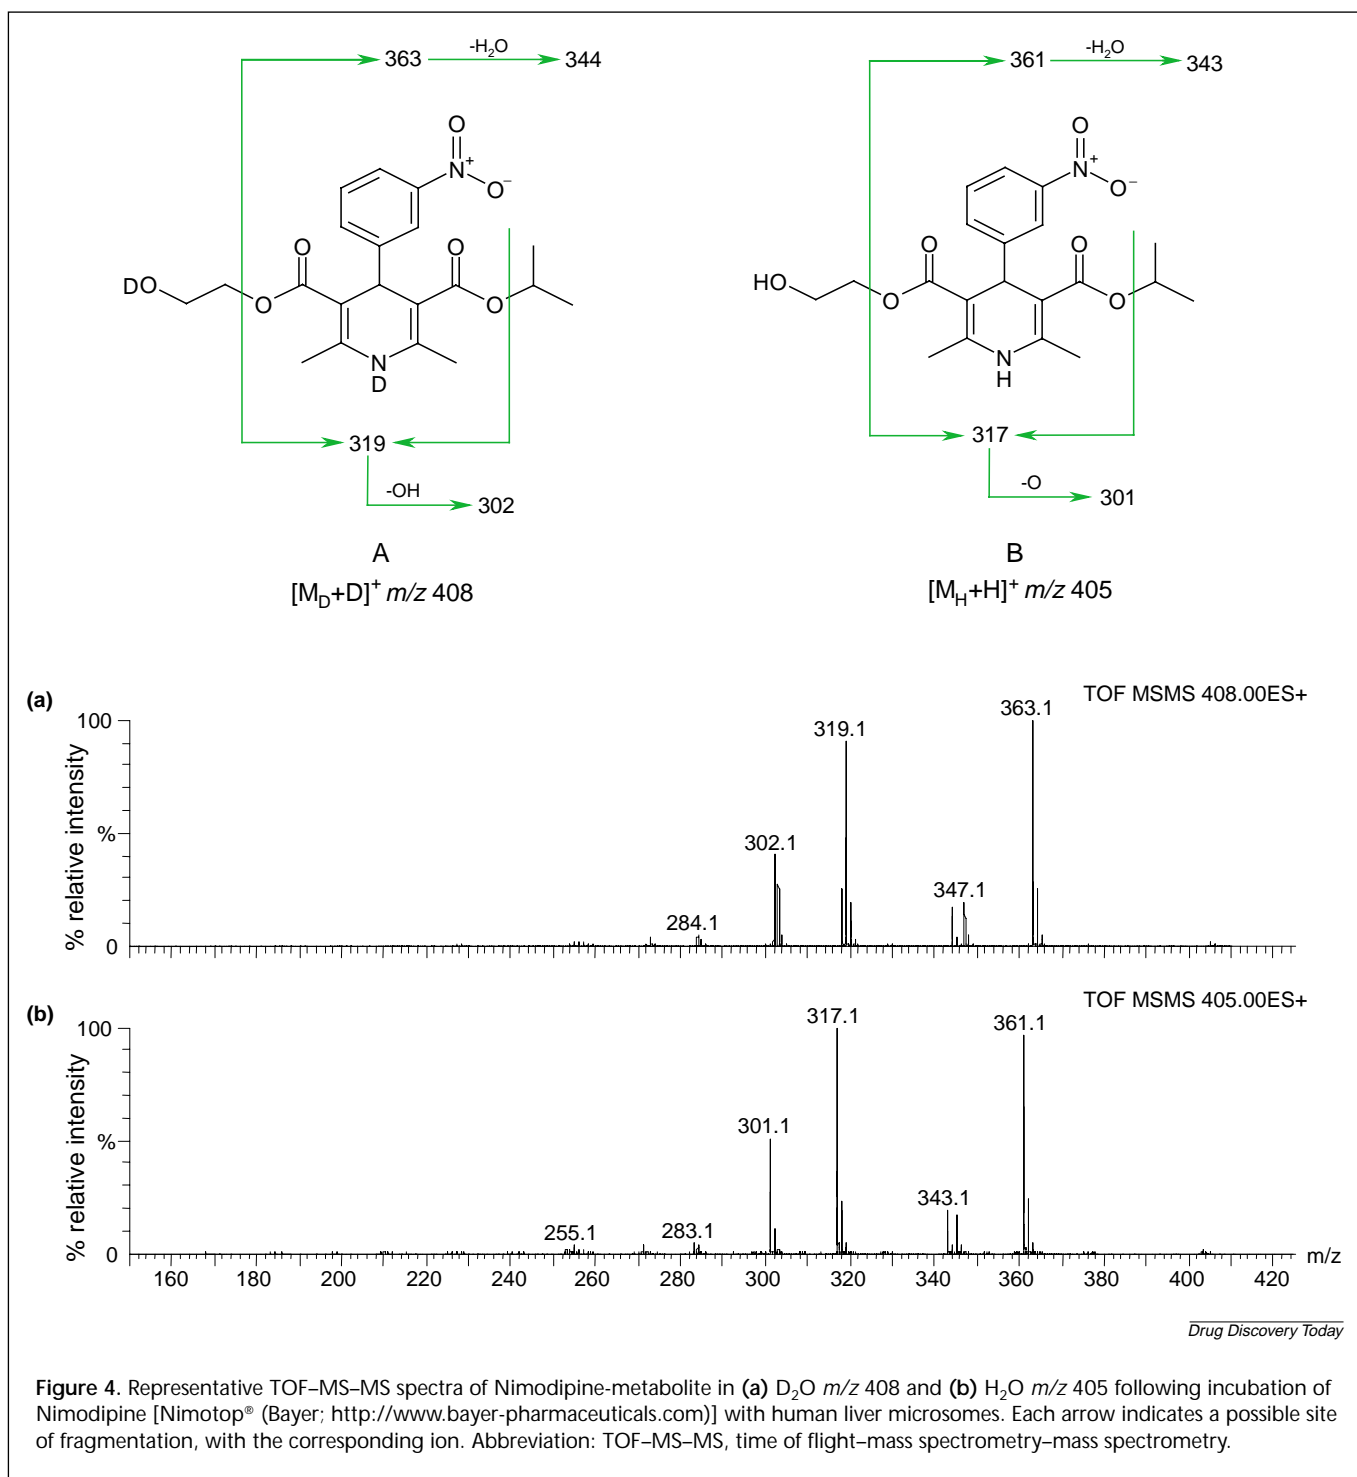 363 -H₂O 344
361 -H₂O 343
O
N⁺
O⁻
O
O
DO
O
O
N
D
O
N⁺
O⁻
O
O
HO
O
O
N
H
319
-OH
302
317
-O
301
A
B
[M_D+D]⁺ m/z 408
[M_H+H]⁺ m/z 405
(a)
TOF MSMS 408.00ES+
% relative intensity
100
%
0
284.1
302.1
319.1
347.1
363.1
(b)
TOF MSMS 405.00ES+
% relative intensity
100
%
0
255.1
283.1
301.1
317.1
343.1
361.1
160 180 200 220 240 260 280 300 320 340 360 380 400 420 m/z
Drug Discovery Today
Figure 4. Representative TOF–MS–MS spectra of Nimodipine-metabolite in (a) D₂O m/z 408 and (b) H₂O m/z 405 following incubation of
Nimodipine [Nimotop® (Bayer; http://www.bayer-pharmaceuticals.com)] with human liver microsomes. Each arrow indicates a possible site
of fragmentation, with the corresponding ion. Abbreviation: TOF–MS–MS, time of flight–mass spectrometry–mass spectrometry.